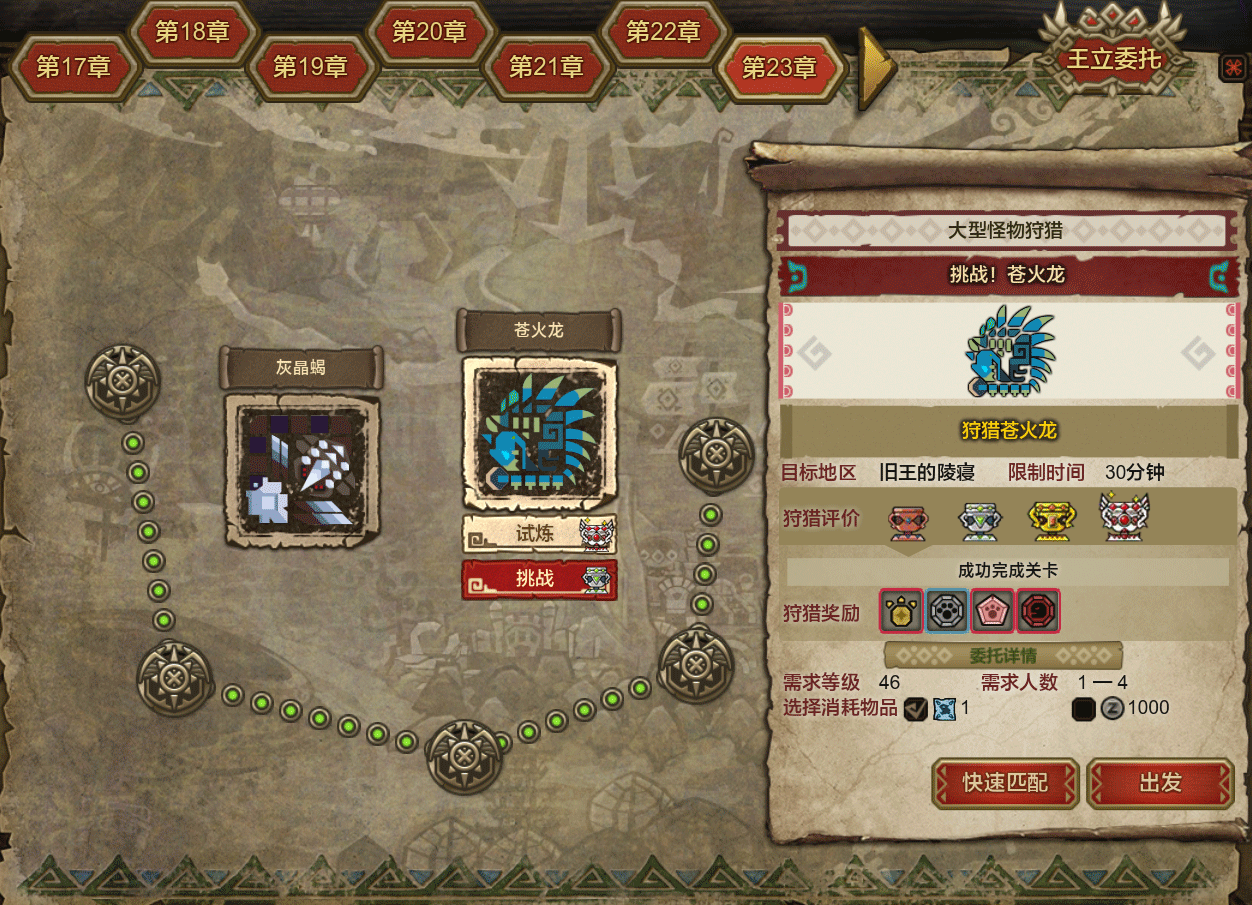 第17章
第18章
第19章
第20章
第21章
第22章
第23章
王立委托
灰晶蝎
苍火龙
试炼
挑战
大型怪物狩猎
挑战！苍火龙
狩猎苍火龙
目标地区 旧王的陵寝 限制时间 30分钟
狩猎评价
成功完成关卡
狩猎奖励
委托详情
需求等级 46 需求人数 1 — 4
选择消耗物品 1 Z 1000
快速匹配 出发